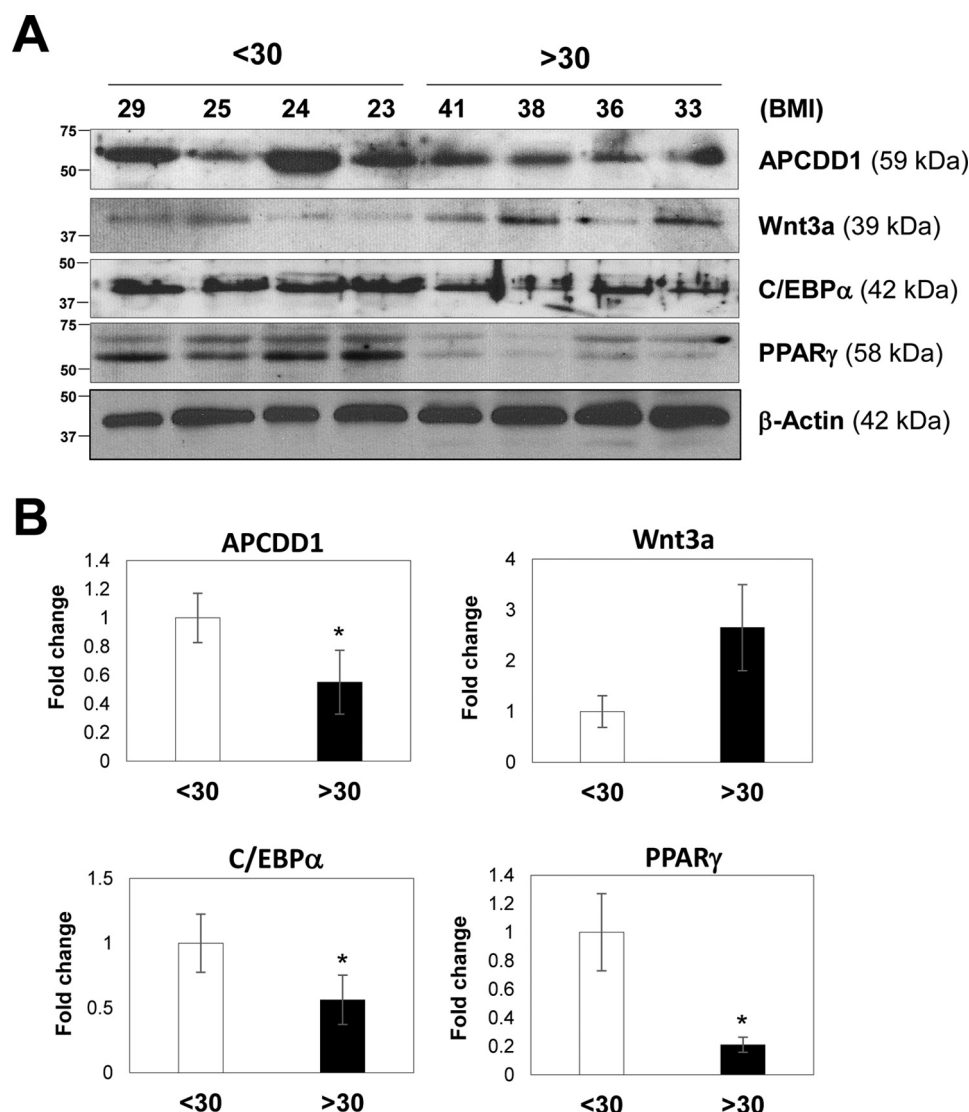 A
<30 >30
29 25 24 23 41 38 36 33 (BMI)
75
50
APCDD1 (59 kDa)
37
Wnt3a (39 kDa)
50
37
C/EBPα (42 kDa)
75
50
PPARγ (58 kDa)
50
37
β-Actin (42 kDa)
B
APCDD1
Fold change
1.4
1.2
1
0.8
0.6
0.4
0.2
0
*
<30 >30
Wnt3a
Fold change
4
3
2
1
0
<30 >30
C/EBPα
Fold change
1.5
1
0.5
0
*
<30 >30
PPARγ
Fold change
1.4
1.2
1
0.8
0.6
0.4
0.2
0
*
<30 >30